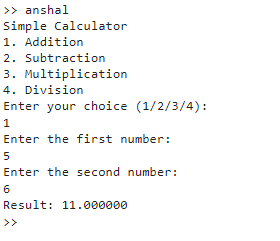 >> anshal
Simple Calculator
1. Addition
2. Subtraction
3. Multiplication
4. Division
Enter your choice (1/2/3/4):
1
Enter the first number:
5
Enter the second number:
6
Result: 11.000000
>>